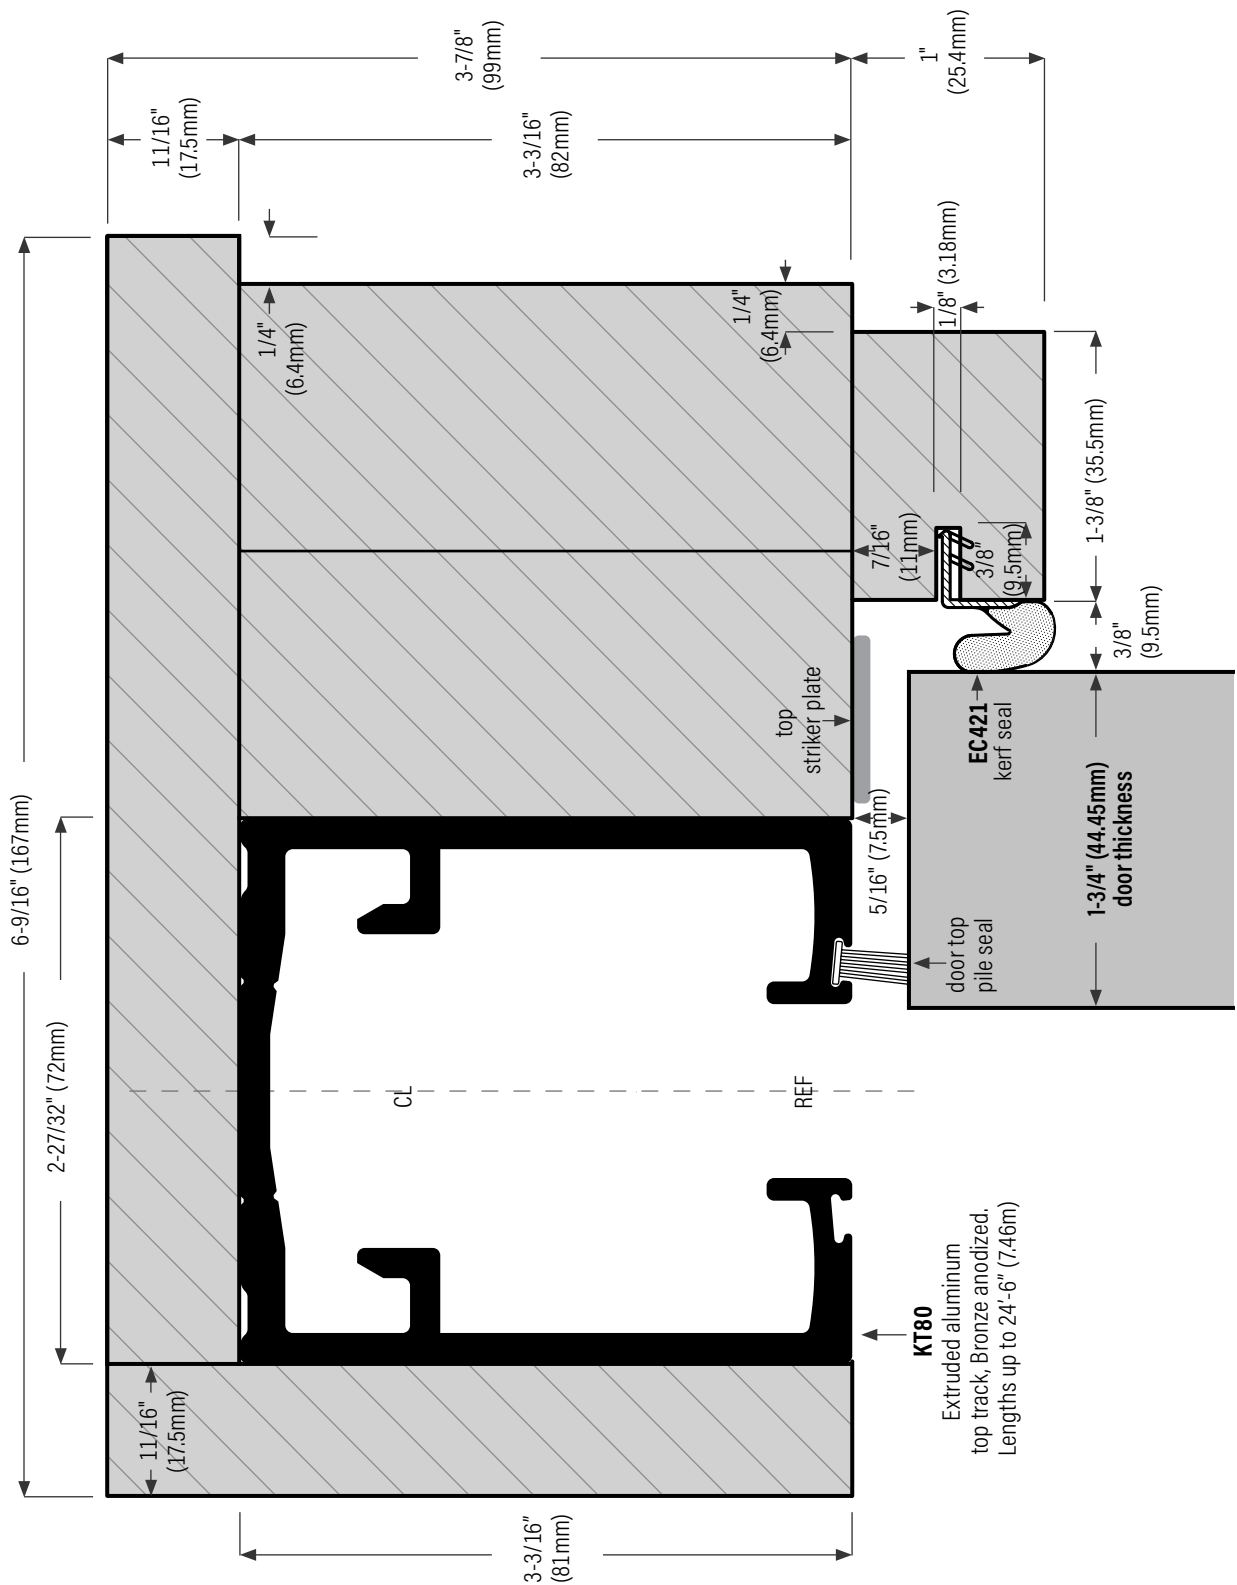 6-9/16" (167mm)
2-27/32" (72mm)
11/16"
(17.5mm)
3-7/8"
(99mm)
11/16"
(17.5mm)
3-3/16"
(82mm)
1"
(25.4mm)
1/4"
(6.4mm)
1/4"
(6.4mm)
1/8" (3.18mm)
7/16"
(11mm)
3/8"
(9.5mm)
1-3/8" (35.5mm)
3/8"
(9.5mm)
top
striker plate
EC421
kerf seal
5/16" (7.5mm)
1-3/4" (44.45mm)
door thickness
door top
pile seal
CL
REF
KT80
Extruded aluminum
top track, Bronze anodized.
Lengths up to 24'-6" (7.46m)
3-3/16"
(81mm)